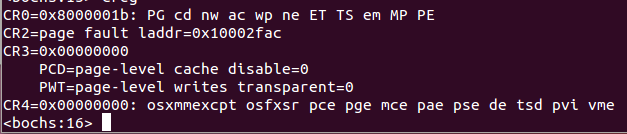 CR0=0x8000001b: PG cd nw ac wp ne ET TS em MP PE
CR2=page fault laddr=0x10002fac
CR3=0x00000000
    PCD=page-level cache disable=0
    PWT=page-level writes transparent=0
CR4=0x00000000: osxmmexcpt osfxsr pce pge mce pae pse de tsd pvi vme
<bochs:16>